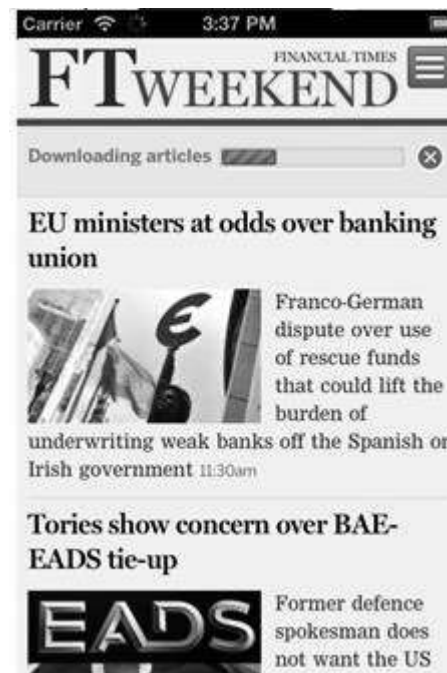 Carrier 3:37 PM
FINANCIAL TIMES
FTWEEKEND
Downloading articles
EU ministers at odds over banking
union
Franco-German
dispute over use
of rescue funds
that could lift the
burden of
underwriting weak banks off the Spanish or
Irish government 11:30am
Tories show concern over BAE-
EADS tie-up
EADS
Former defence
spokesman does
not want the US